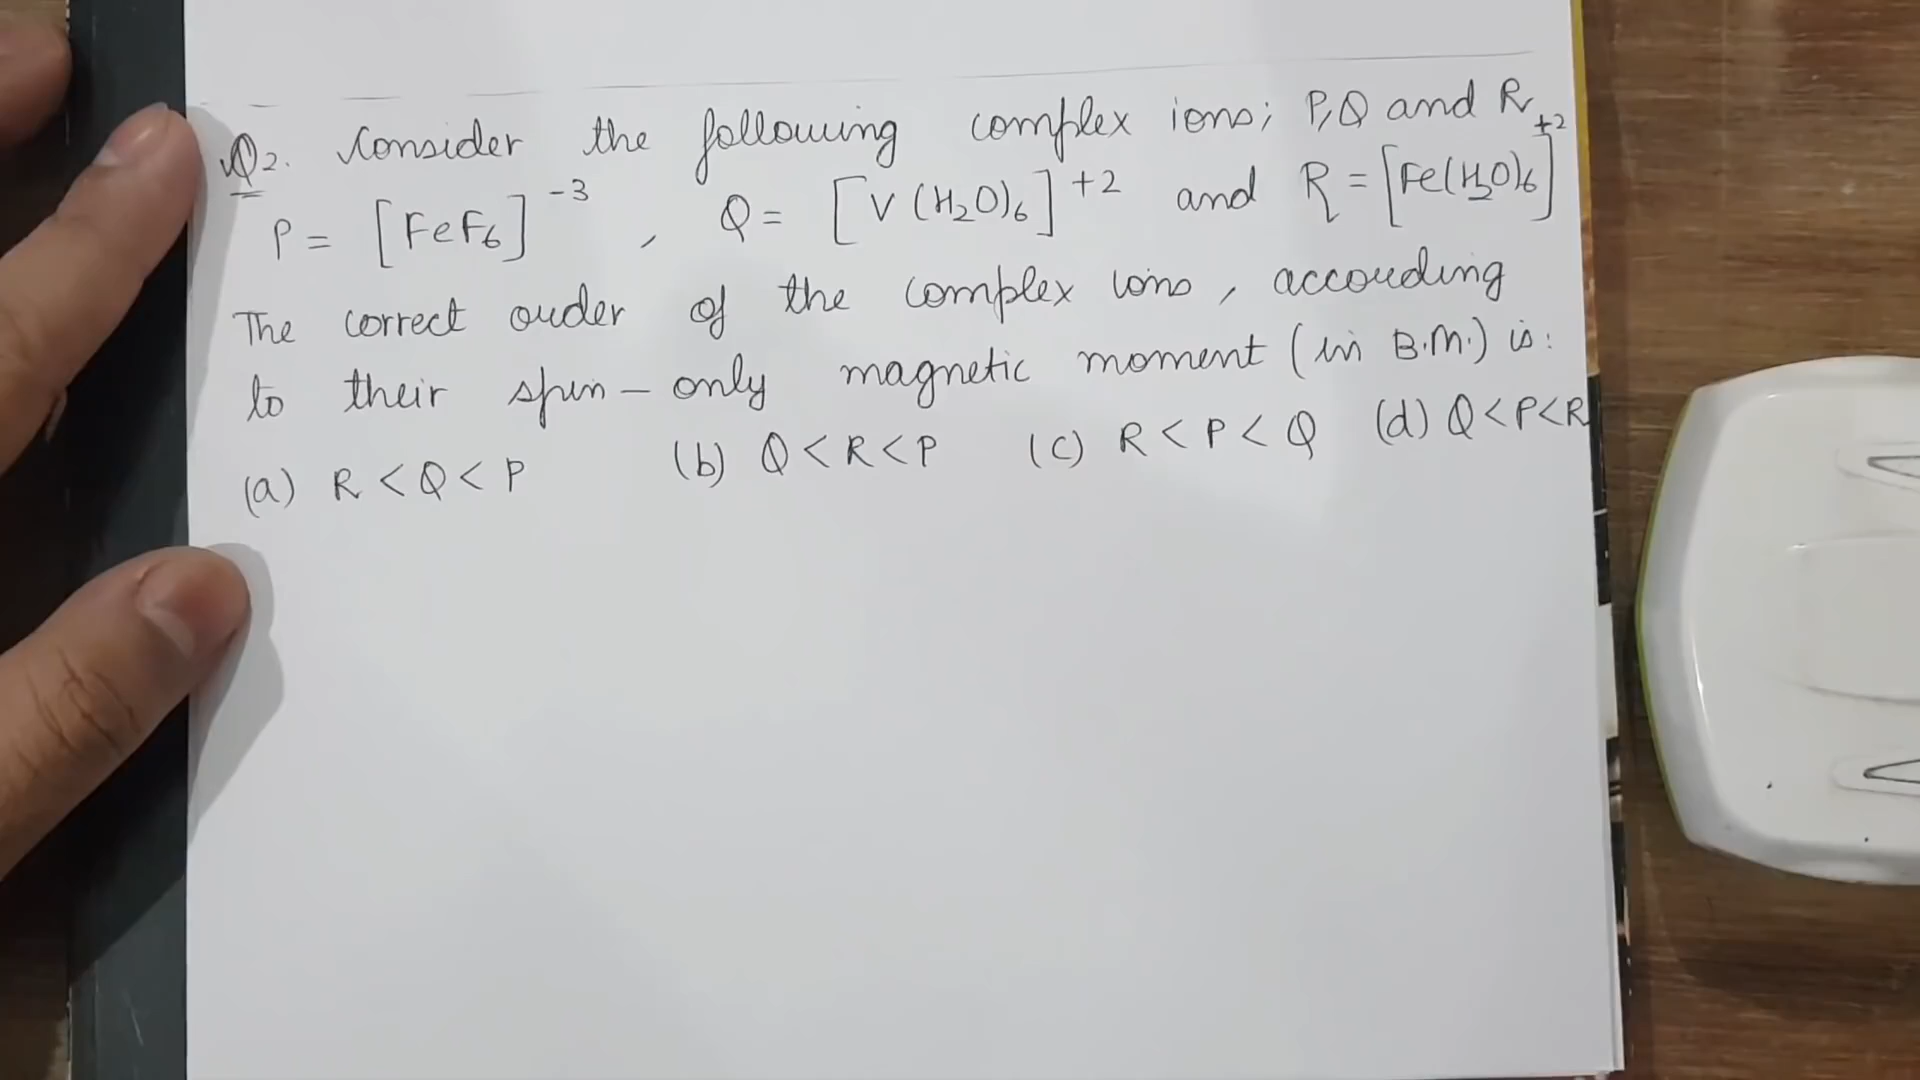 Q2. Consider the following complex ions; P,Q and R
P = [FeF6]^-3 , Q = [V(H2O)6]^+2 and R = [Fe(H2O)6]^+2
The correct order of the complex ions, according
to their spin-only magnetic moment (in B.M.) is:
(a) R < Q < P (b) Q < R < P (c) R < P < Q (d) Q < P < R